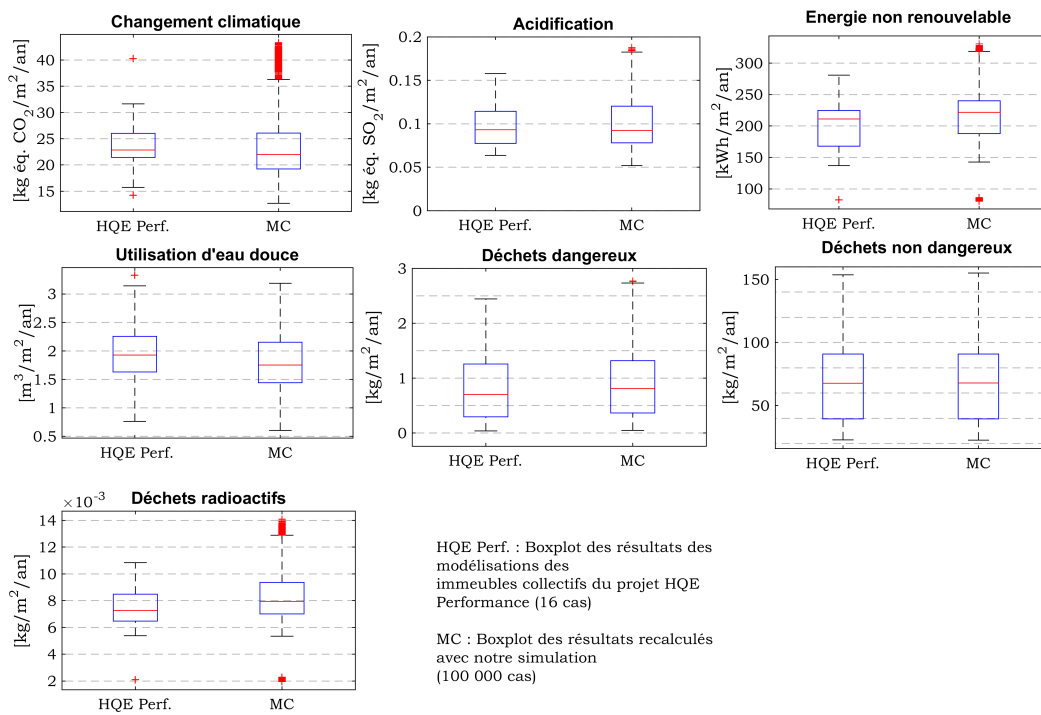 Changement climatique
[kg éq. CO2/m2/an]
40
35
30
25
20
15
HQE Perf.
MC
Acidification
[kg éq. SO2/m2/an]
0.2
0.15
0.1
0.05
0
HQE Perf.
MC
Energie non renouvelable
[kWh/m2/an]
300
250
200
150
100
HQE Perf.
MC
Utilisation d'eau douce
[m3/m2/an]
3
2.5
2
1.5
1
0.5
HQE Perf.
MC
Déchets dangereux
[kg/m2/an]
3
2
1
0
HQE Perf.
MC
Déchets non dangereux
[kg/m2/an]
150
100
50
HQE Perf.
MC
Déchets radioactifs
×10-3
[kg/m2/an]
14
12
10
8
6
4
2
HQE Perf.
MC
HQE Perf. : Boxplot des résultats des
modélisations des
immeubles collectifs du projet HQE
Performance (16 cas)
MC : Boxplot des résultats recalculés
avec notre simulation
(100 000 cas)